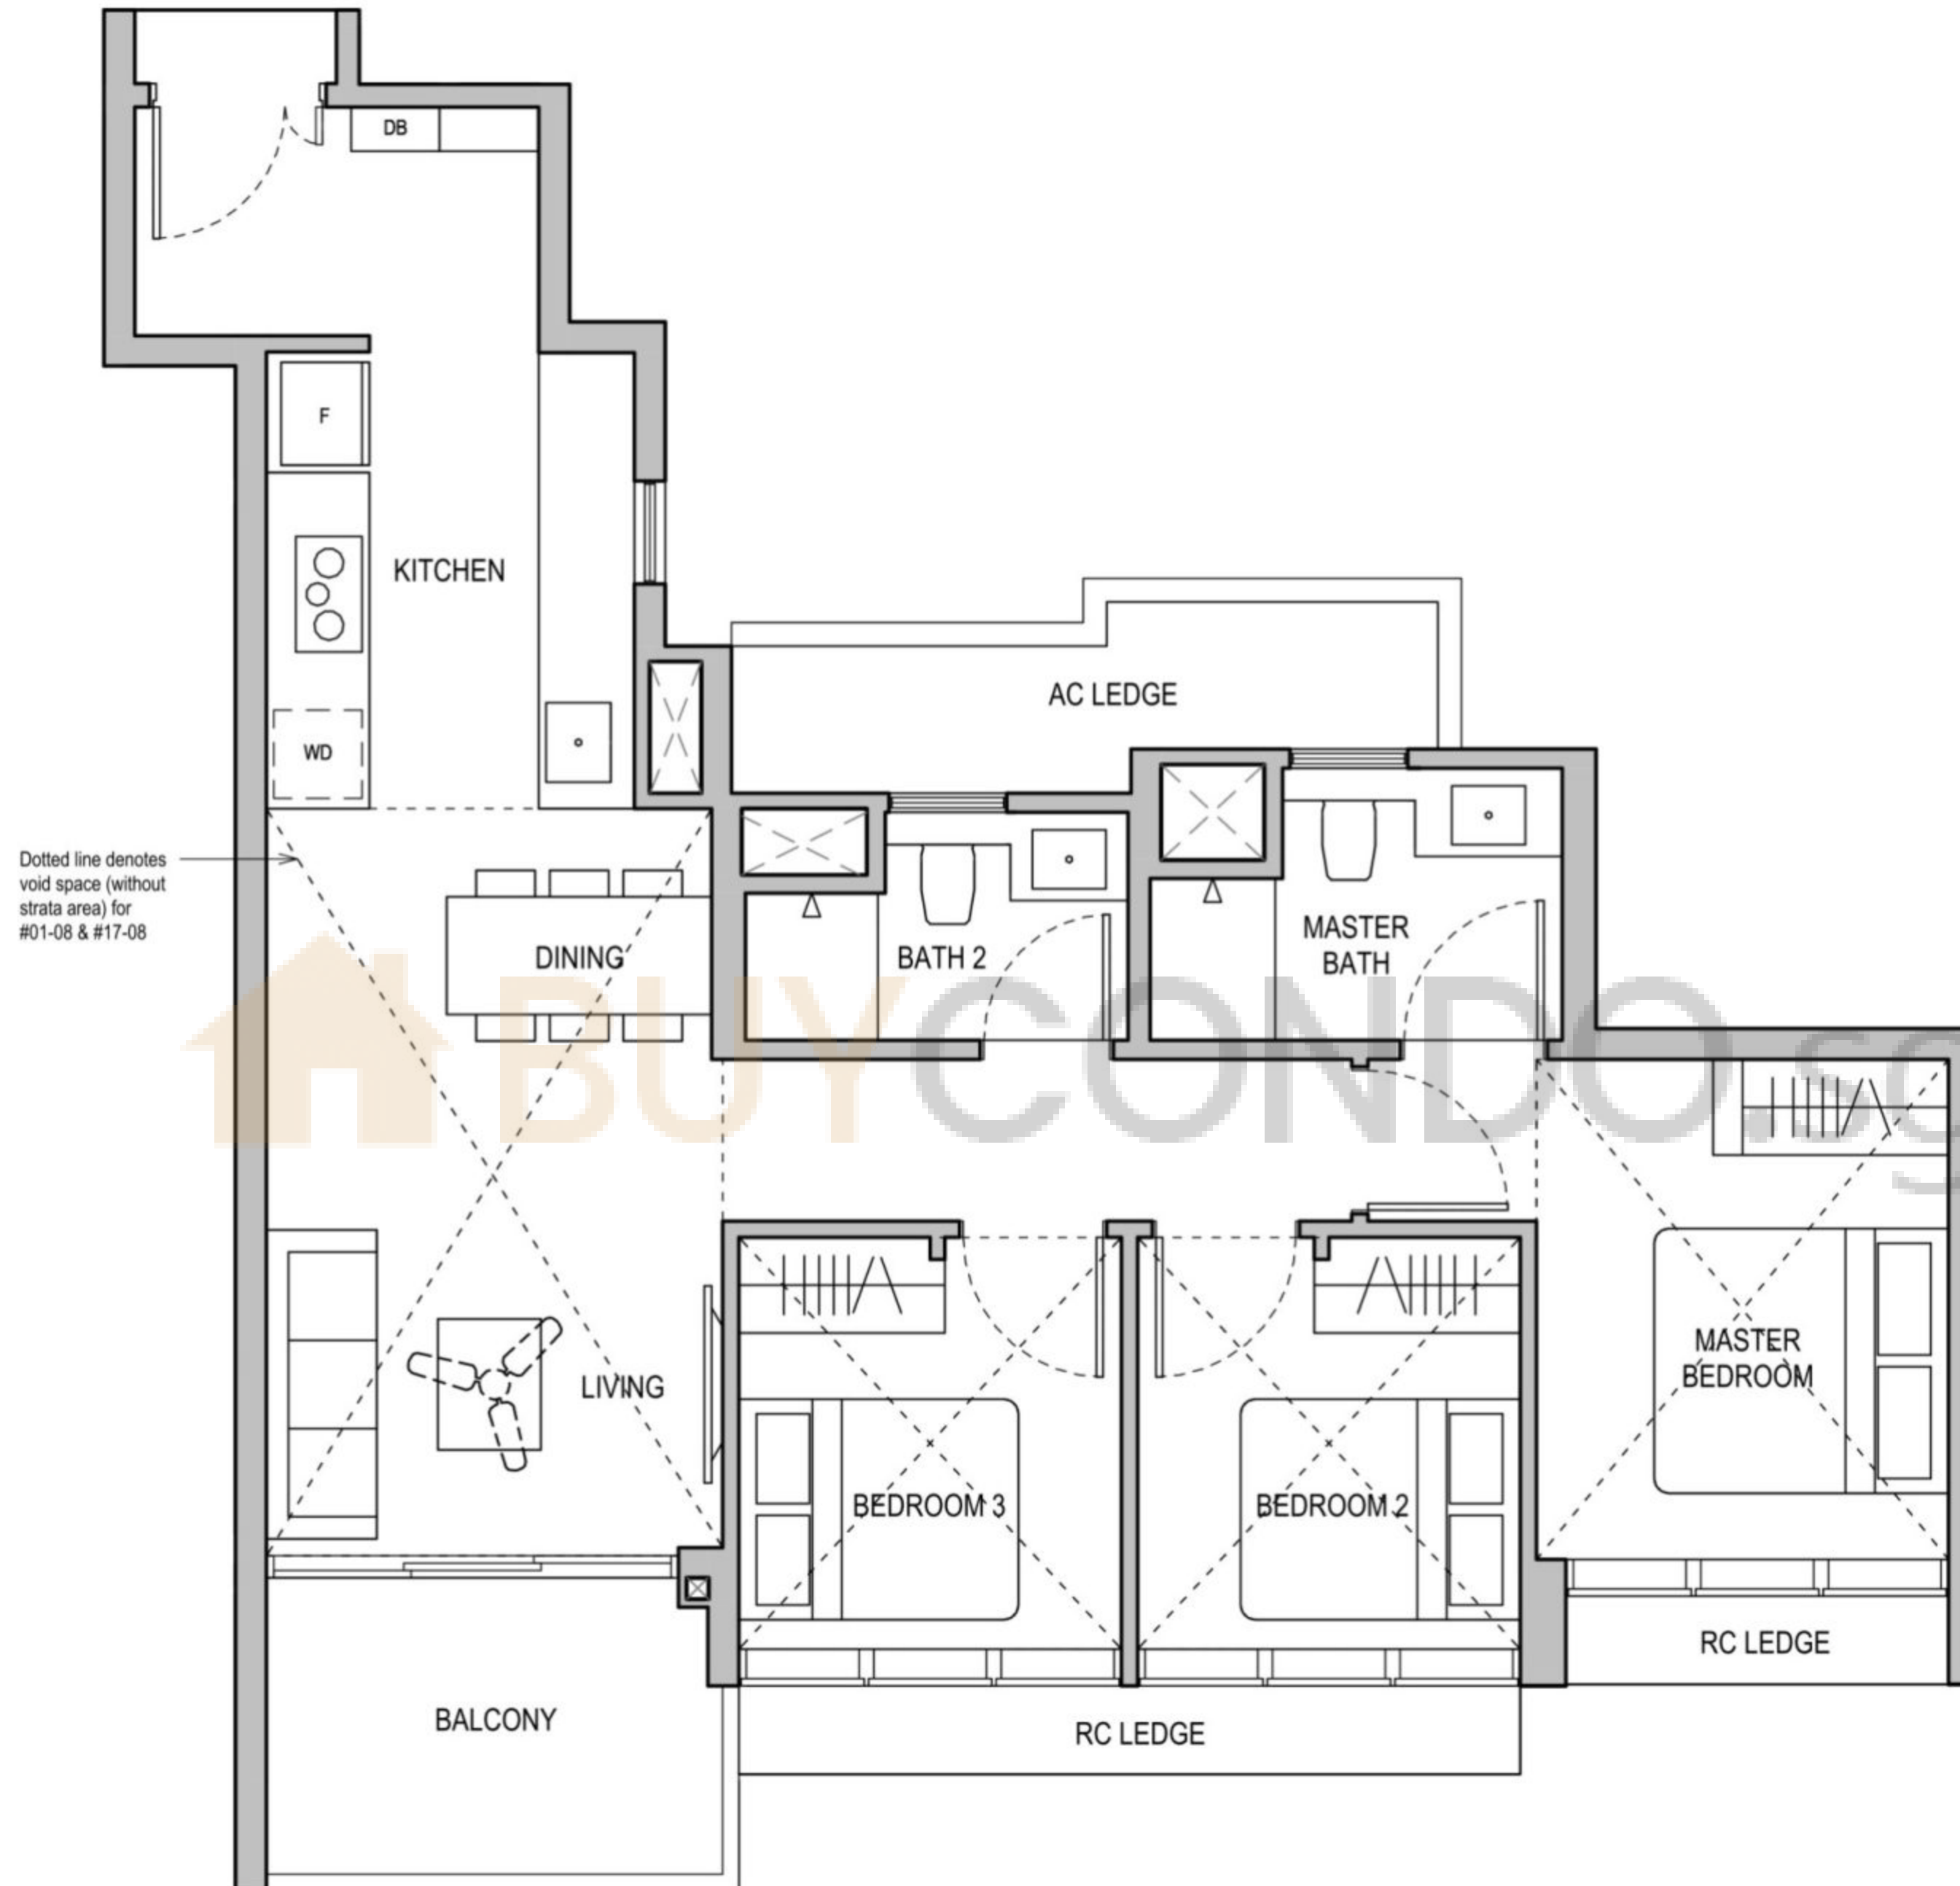 DB
F
KITCHEN
WD
AC LEDGE
Dotted line denotes
void space (without
strata area) for
#01-08 & #17-08
DINING
BATH 2
MASTER
BATH
BUYCONDO.SG
LIVING
BEDROOM 3
BEDROOM 2
MASTER
BEDROOM
BALCONY
RC LEDGE
RC LEDGE